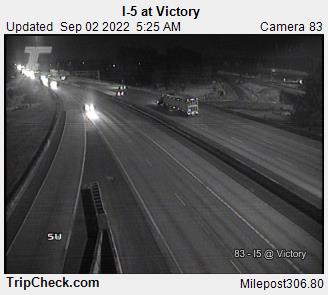 I-5 at Victory
Updated Sep 02 2022 5:25 AM Camera 83
SW
83 - I5 @ Victory
TripCheck.com Milepost306.80